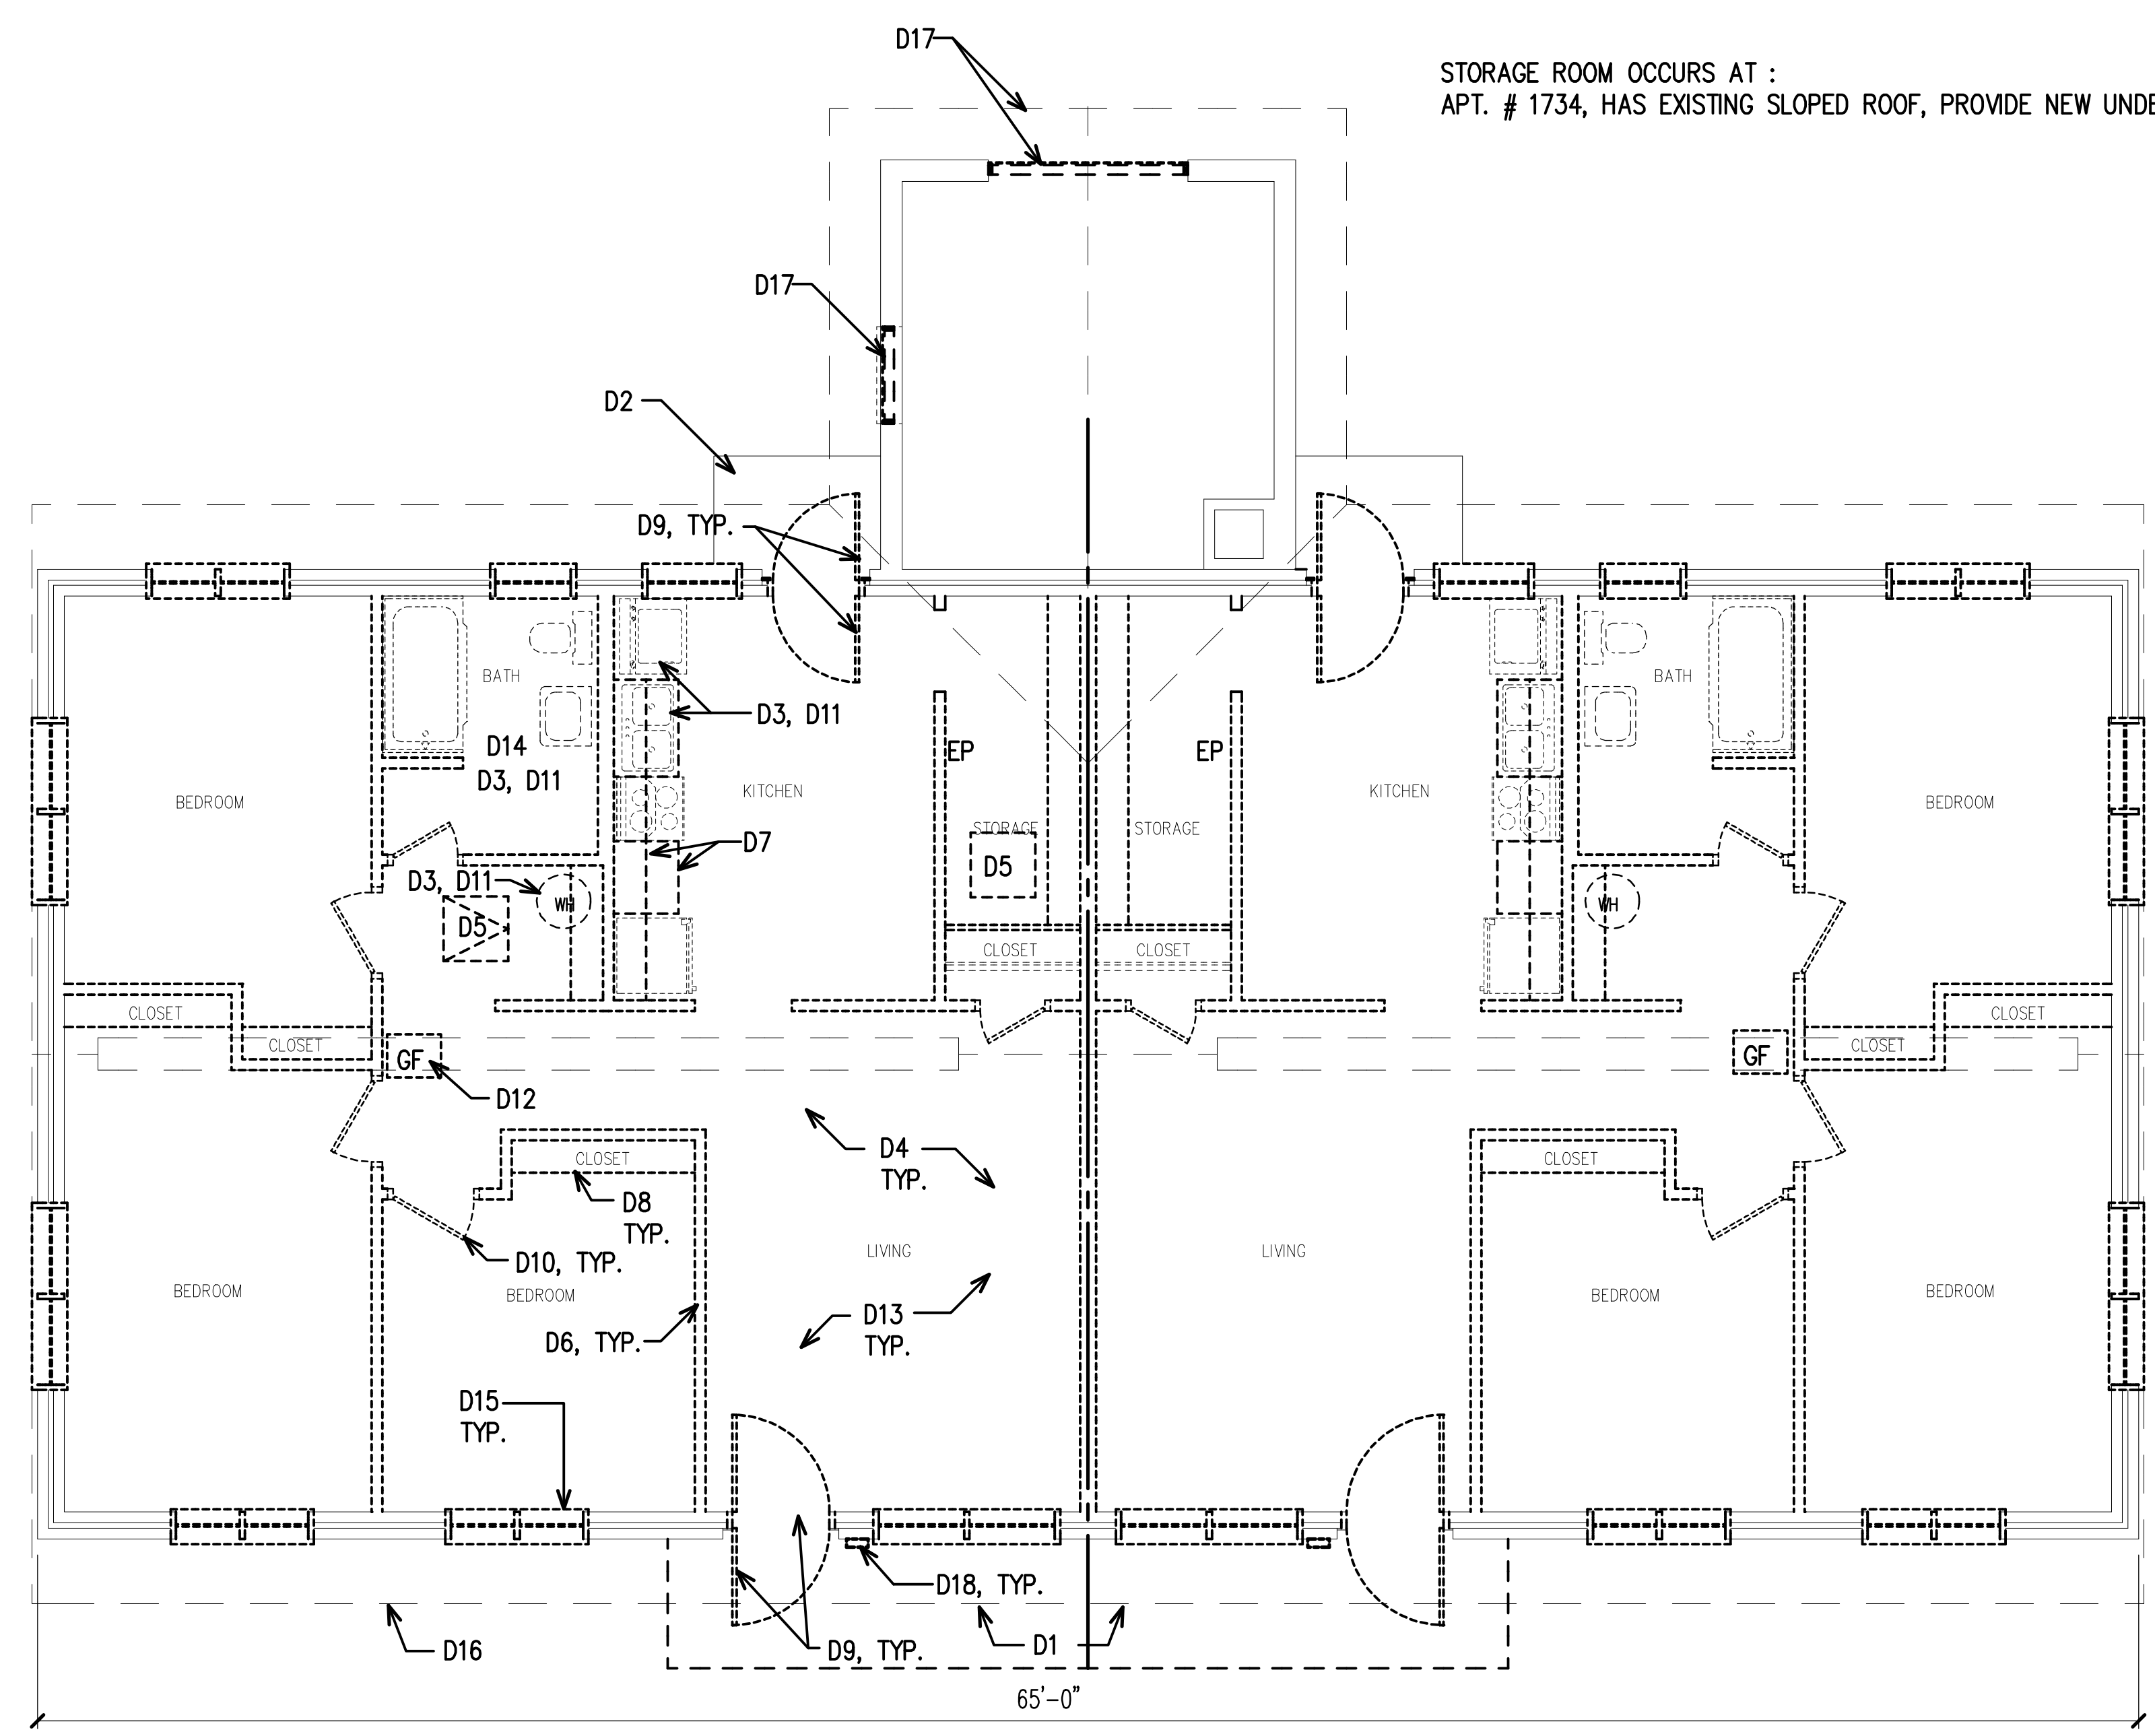 D17
STORAGE ROOM OCCURS AT :
APT. # 1734, HAS EXISTING SLOPED ROOF, PROVIDE NEW
D17
D2
D9, TYP.
BATH
BATH
D3, D11
D14
D3, D11
EP
EP
BEDROOM
KITCHEN
KITCHEN
BEDROOM
STORAGE
STORAGE
D7
D5
D3, D11
WH
WH
D5
CLOSET
CLOSET
CLOSET
CLOSET
CLOSET
CLOSET
GF
GF
D12
D4
TYP.
CLOSET
CLOSET
D8
TYP.
LIVING
LIVING
D10, TYP.
BEDROOM
BEDROOM
BEDROOM
BEDROOM
D13
TYP.
D6, TYP.
D15
TYP.
D18, TYP.
D16
D9, TYP.
D1
65'-0"